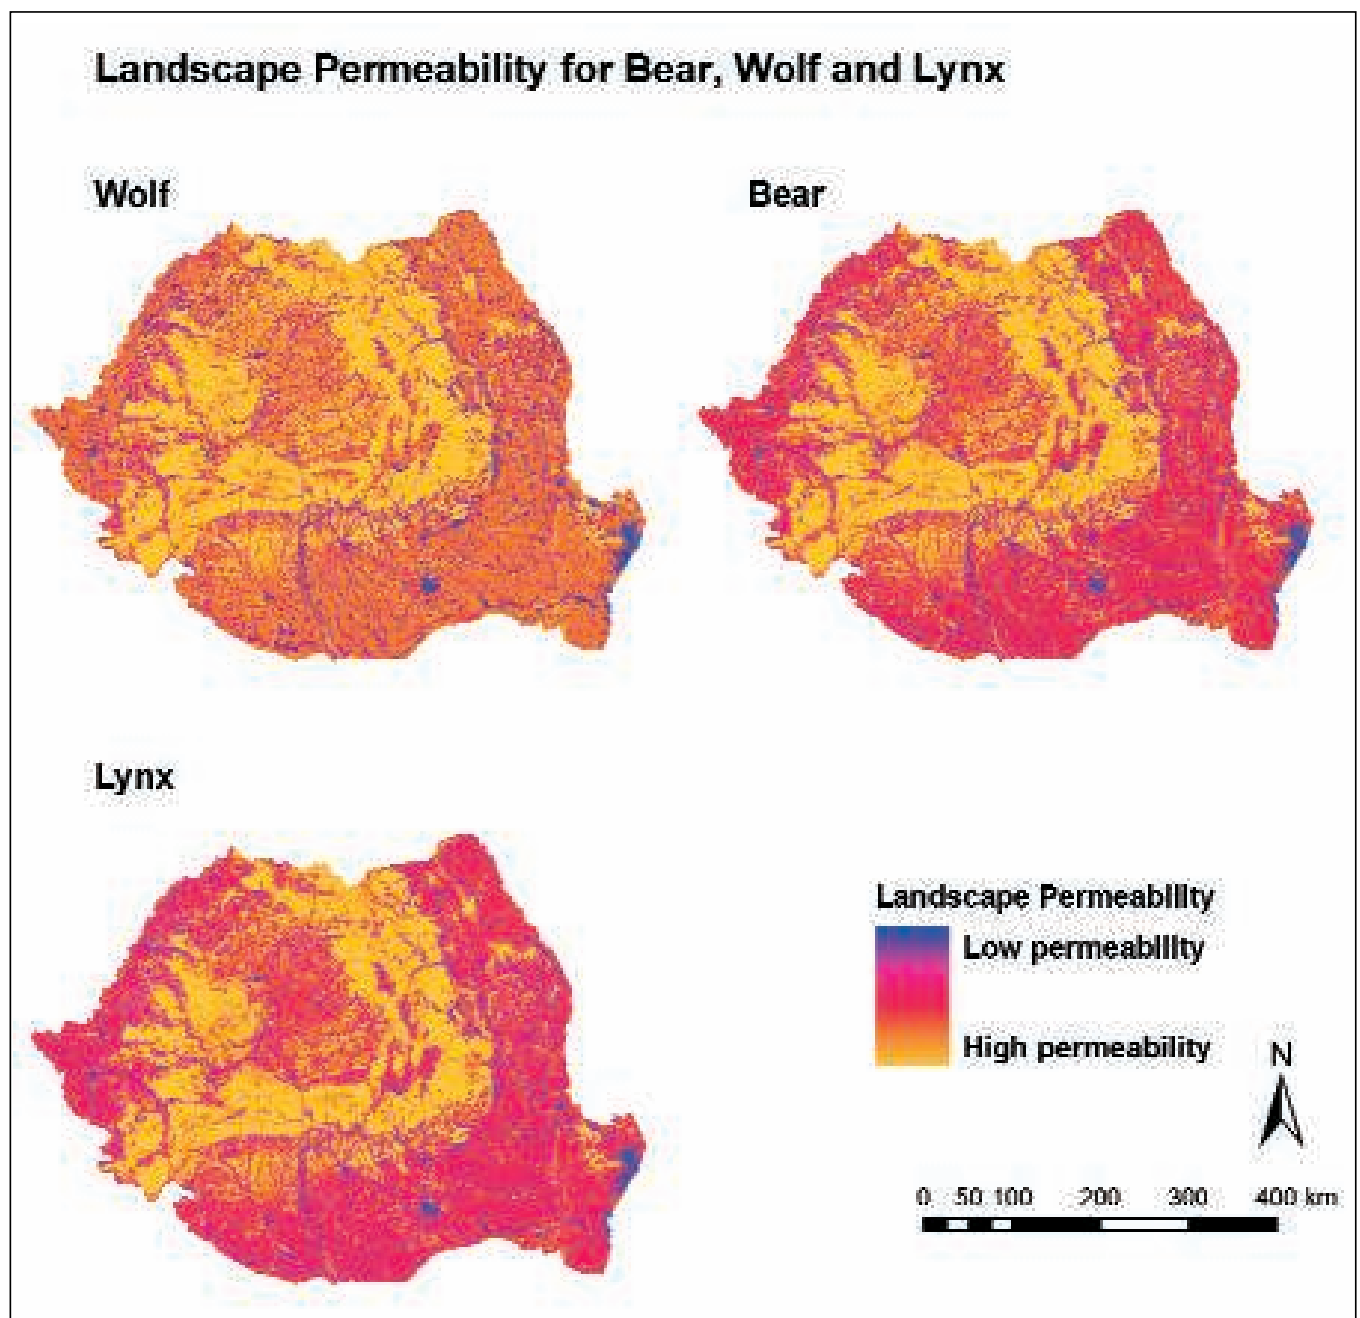 Landscape Permeability for Bear, Wolf and Lynx
Wolf
Bear
Lynx
Landscape Permeability
Low permeability
High permeability
N
0 50 100 200 300 400 km